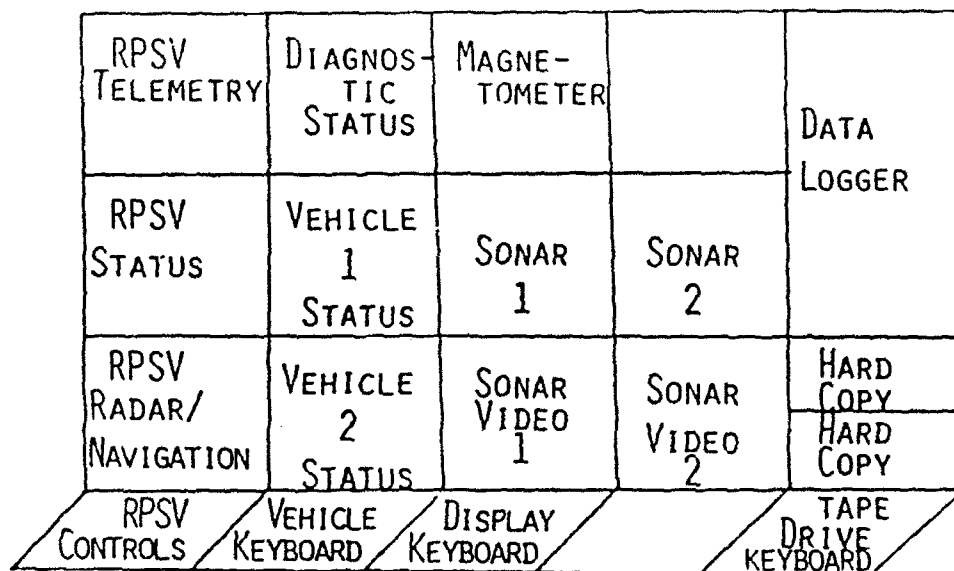 RPSV
TELEMETRY
DIAGNOS-
TIC
STATUS
MAGNE-
TOMETER
DATA
LOGGER
RPSV
STATUS
VEHICLE
1
STATUS
SONAR
1
SONAR
2
RPSV
RADAR/
NAVIGATION
VEHICLE
2
STATUS
SONAR
VIDEO
1
SONAR
VIDEO
2
HARD
COPY
HARD
COPY
RPSV
CONTROLS
VEHICLE
KEYBOARD
DISPLAY
KEYBOARD
TAPE
DRIVE
KEYBOARD